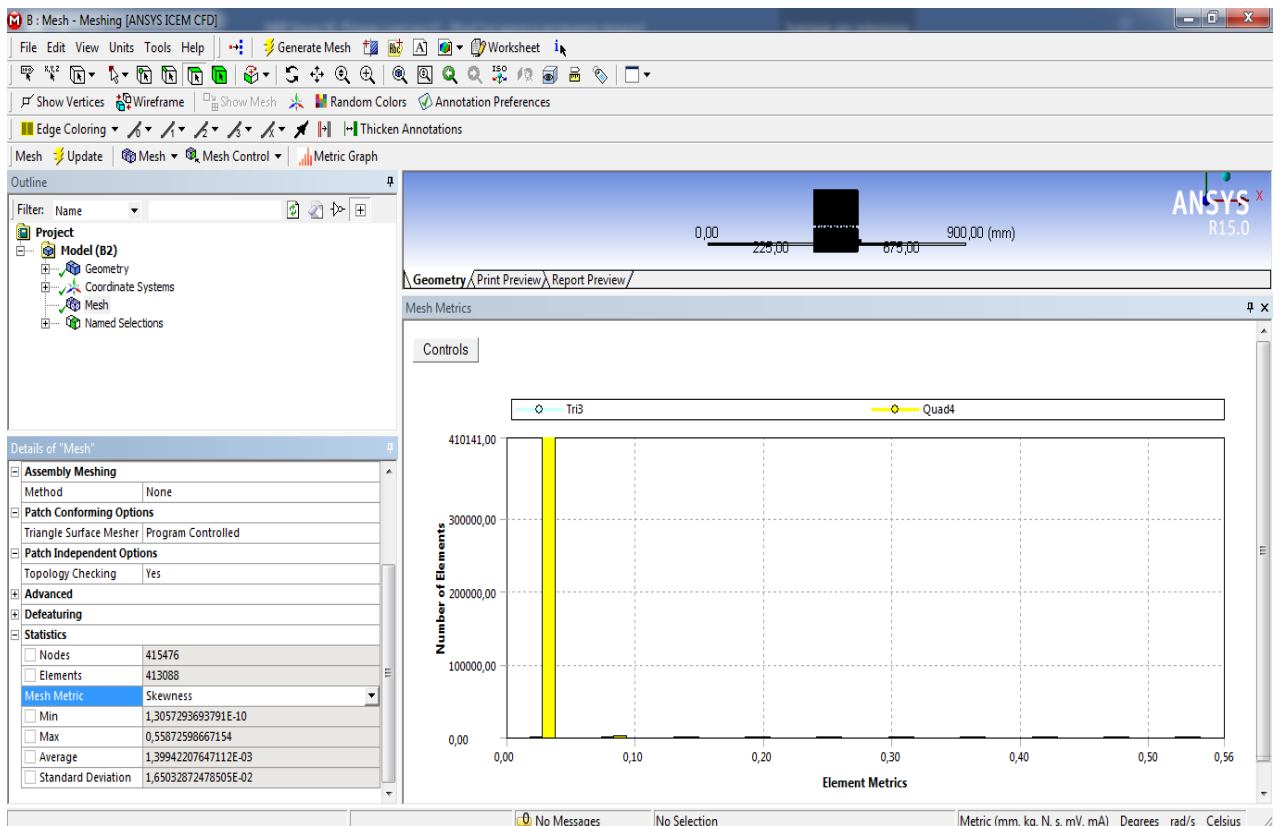 B : Mesh - Meshing [ANSYS ICEM CFD]
File Edit View Units Tools Help Generate Mesh Worksheet
Show Vertices Wireframe Show Mesh Random Colors Annotation Preferences
Edge Coloring Thicken Annotations
Mesh Update Mesh Mesh Control Metric Graph
Outline
Filter: Name
Project
Model (B2)
Geometry
Coordinate Systems
Mesh
Named Selections
Details of "Mesh"
Assembly Meshing
Method None
Patch Conforming Options
Triangle Surface Mesher Program Controlled
Patch Independent Options
Topology Checking Yes
Advanced
Defeaturing
Statistics
Nodes 415476
Elements 413088
Mesh Metric Skewness
Min 1,3057293693791E-10
Max 0,55872598667154
Average 1,39942207647112E-03
Standard Deviation 1,65032872478505E-02
ANSYS
R15.0
X
0,00 900,00 (mm)
225,00 675,00
Geometry Print Preview Report Preview
Mesh Metrics
Controls
Tri3 Quad4
410141,00
300000,00
200000,00
100000,00
0,00
Number of Elements
0,00 0,10 0,20 0,30 0,40 0,50 0,56
Element Metrics
0 No Messages No Selection Metric (mm, kg, N, s, mV, mA) Degrees rad/s Celsius